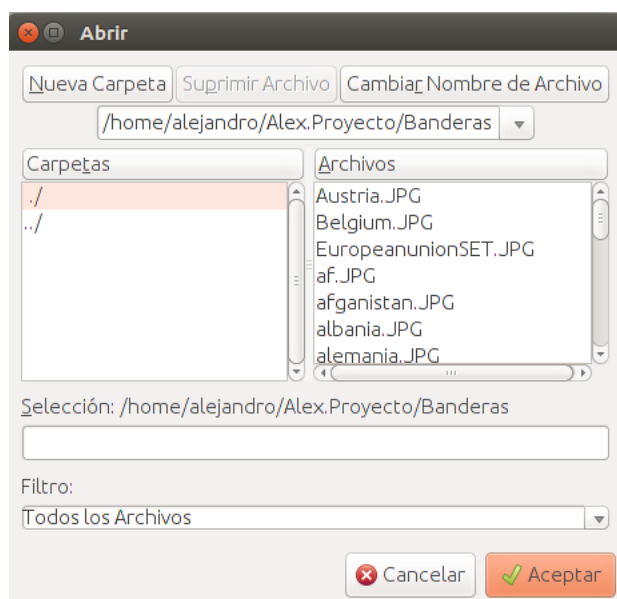 Abrir
Nueva Carpeta Suprimir Archivo Cambiar Nombre de Archivo
/home/alejandro/Alex.Proyecto/Banderas
Carpetas Archivos
./ Austria.JPG
../ Belgium.JPG
EuropeanunionSET.JPG
af.JPG
afganistan.JPG
albania.JPG
alemania.JPG
Selección: /home/alejandro/Alex.Proyecto/Banderas
Filtro:
Todos los Archivos
Cancelar Aceptar